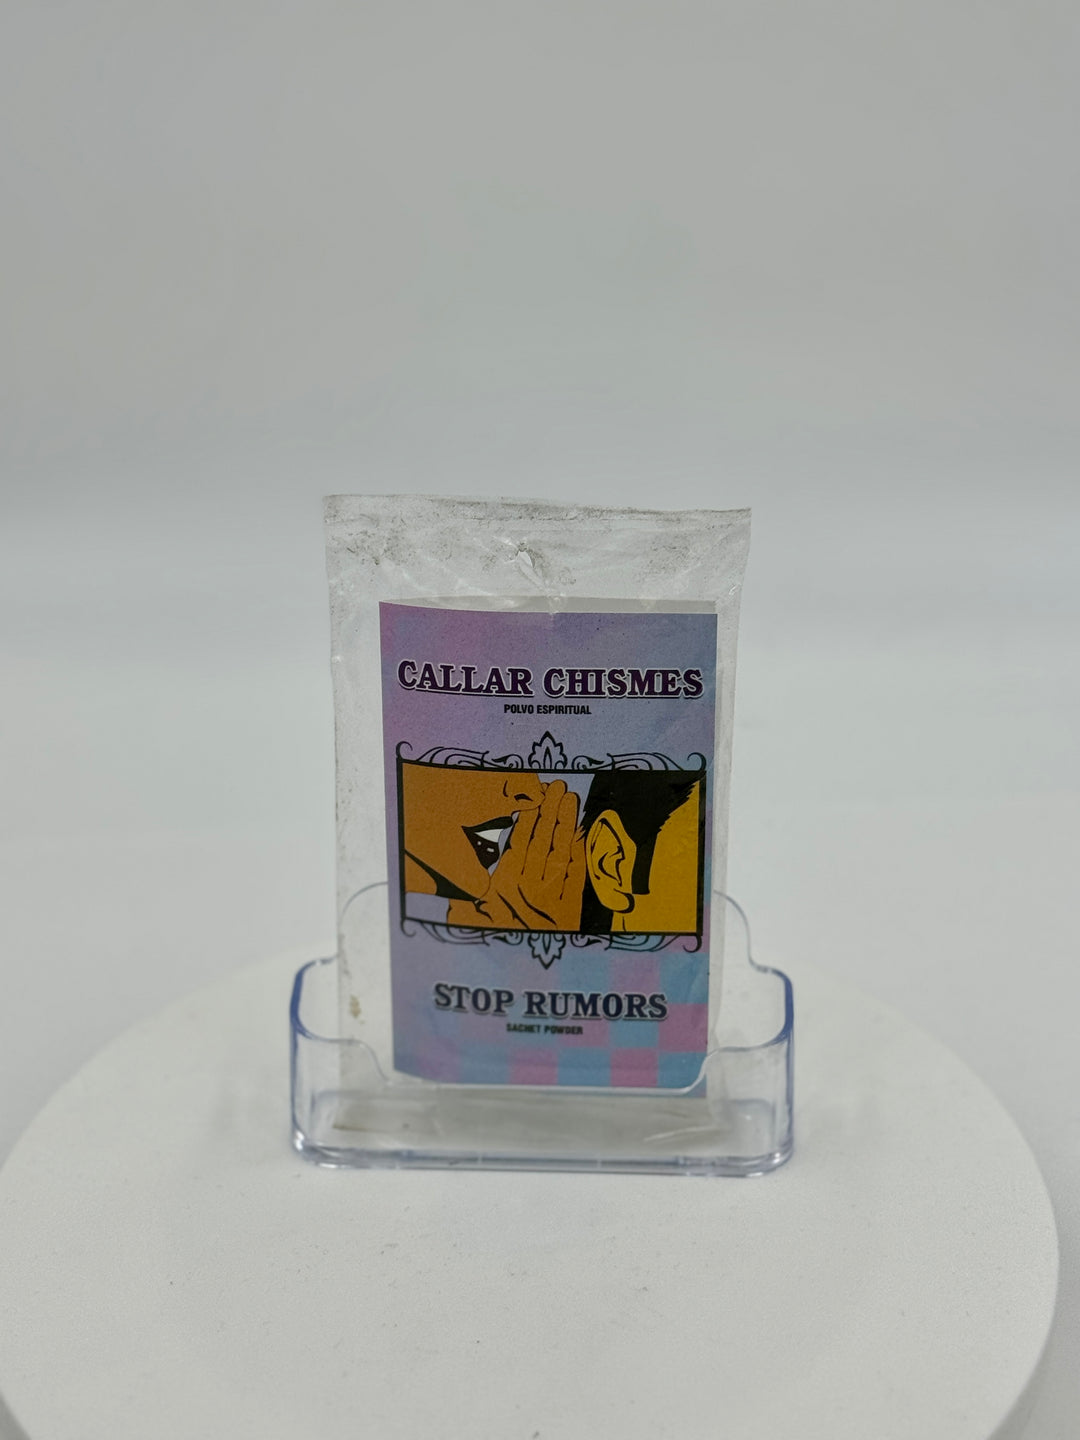 CALLAR CHISMES
POLVO ESPIRITUAL
STOP RUMORS
SACHET POWDER